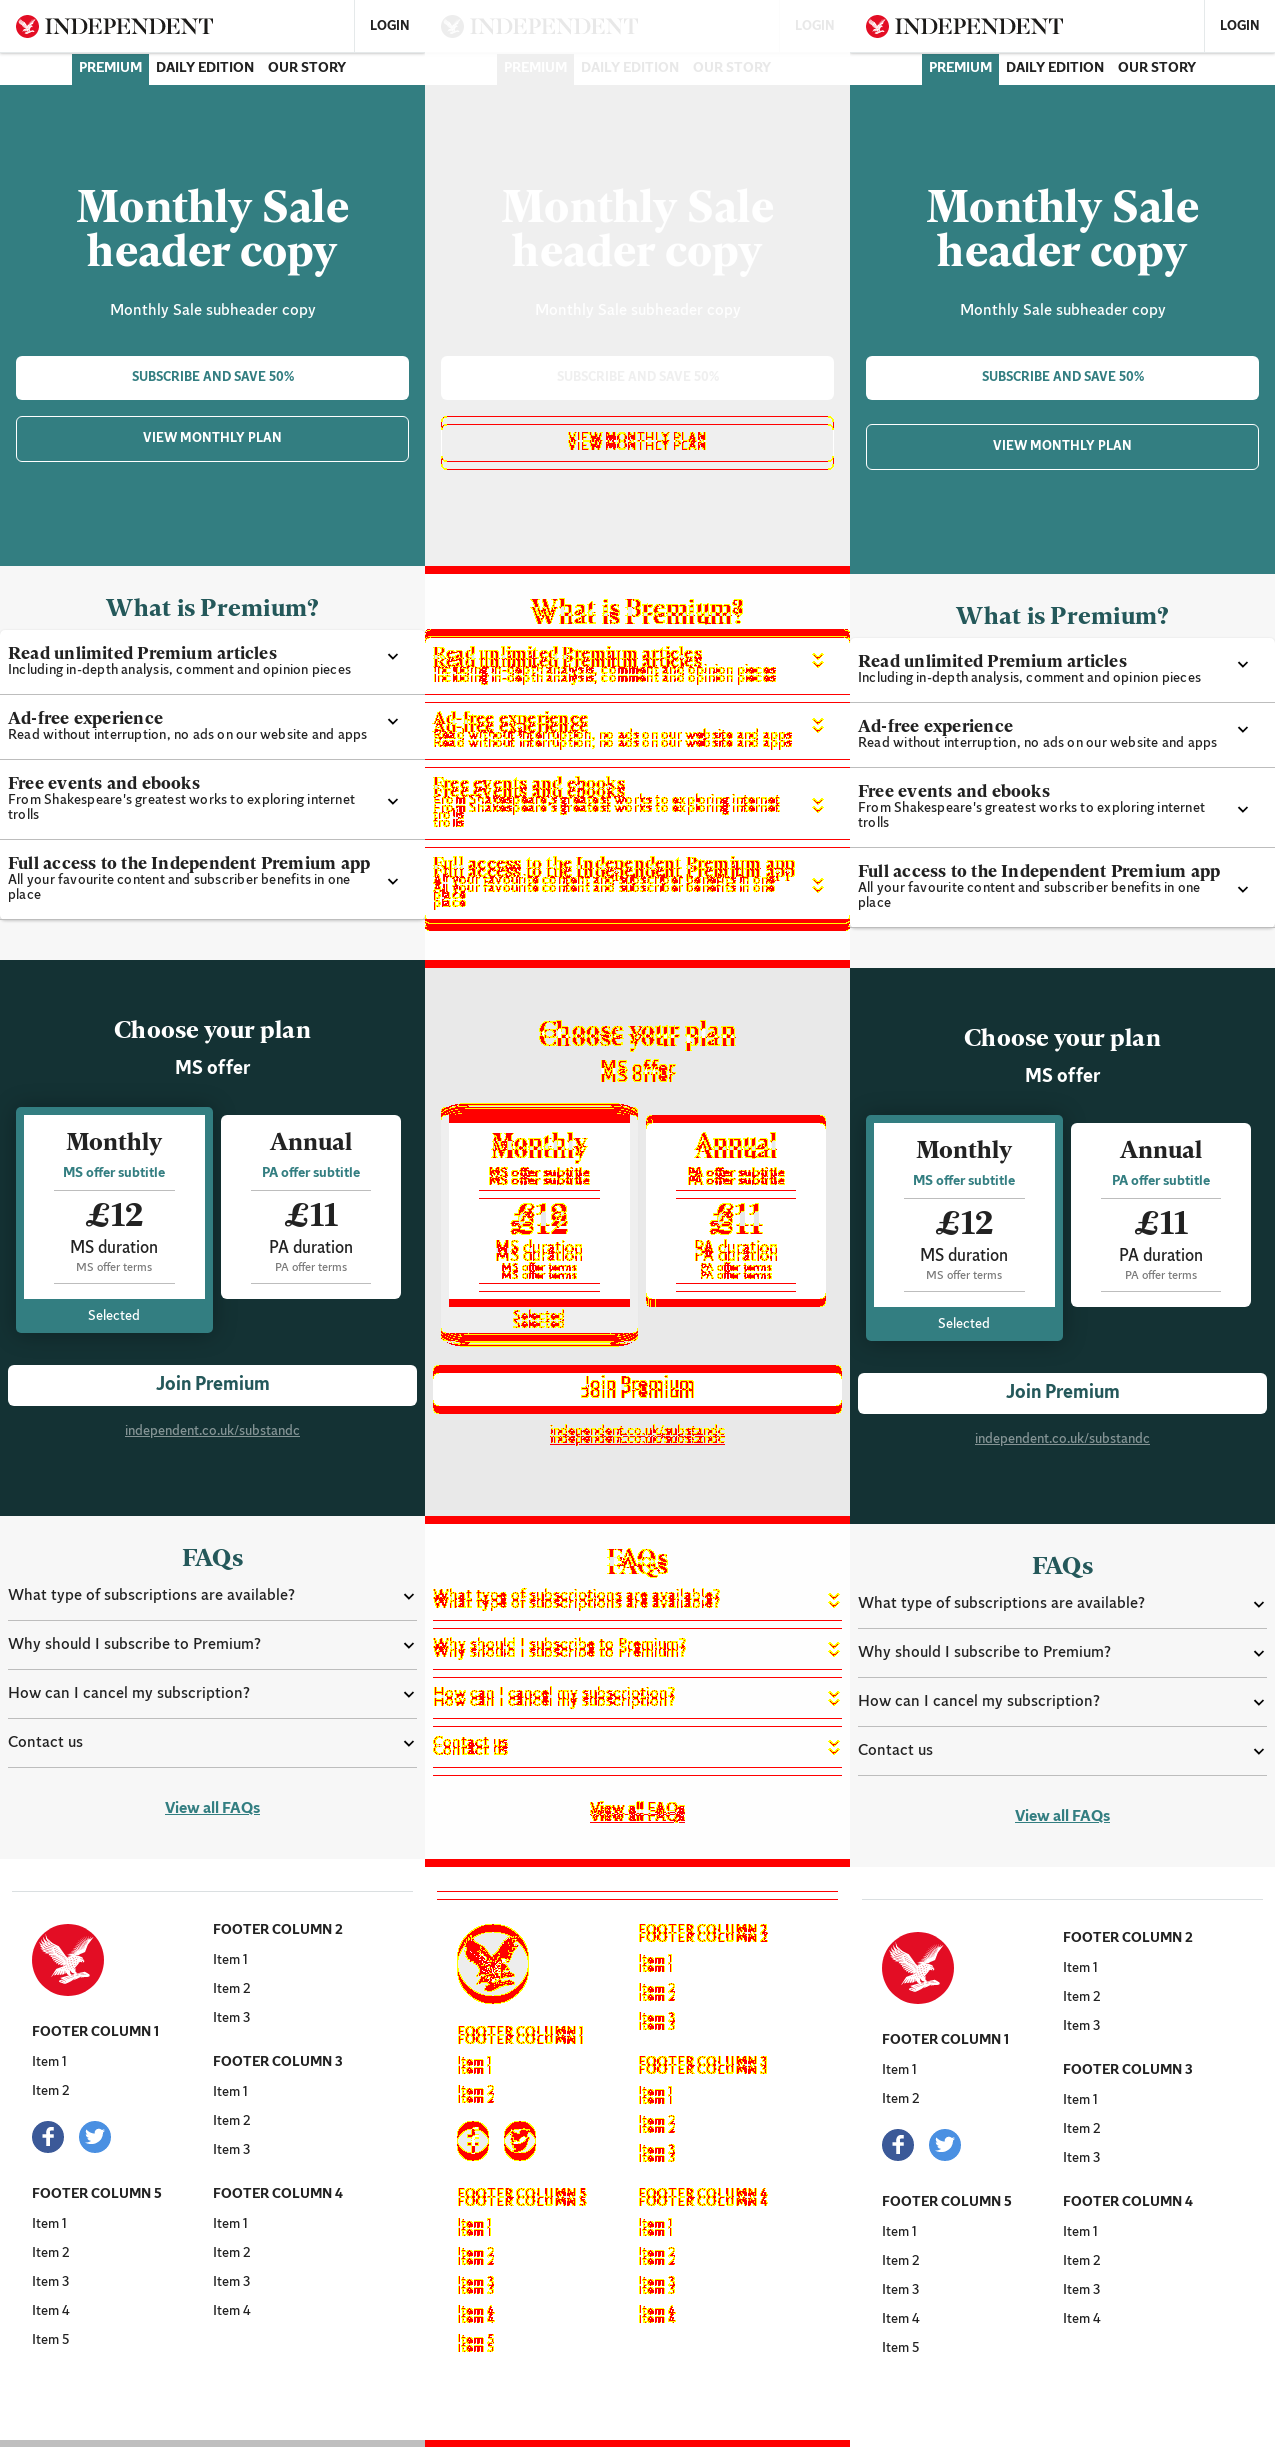 INDEPENDENT
LOGIN
PREMIUM DAILY EDITION OUR STORY
Monthly Sale
header copy
Monthly Sale subheader copy
SUBSCRIBE AND SAVE 50%
VIEW MONTHLY PLAN
What is Premium?
Read unlimited Premium articles
Including in-depth analysis, comment and opinion pieces
Ad-free experience
Read without interruption, no ads on our website and apps
Free events and ebooks
From Shakespeare's greatest works to exploring internet
trolls
Full access to the Independent Premium app
All your favourite content and subscriber benefits in one
place
Choose your plan
MS offer
Monthly
MS offer subtitle
£12
MS duration
MS offer terms
Selected
Annual
PA offer subtitle
£11
PA duration
PA offer terms
Join Premium
independent.co.uk/substandc
FAQs
What type of subscriptions are available?
Why should I subscribe to Premium?
How can I cancel my subscription?
Contact us
View all FAQs
FOOTER COLUMN 1
Item 1
Item 2
FOOTER COLUMN 2
Item 1
Item 2
Item 3
FOOTER COLUMN 3
Item 1
Item 2
Item 3
FOOTER COLUMN 5
Item 1
Item 2
Item 3
Item 4
Item 5
FOOTER COLUMN 4
Item 1
Item 2
Item 3
Item 4
INDEPENDENT
LOGIN
PREMIUM DAILY EDITION OUR STORY
Monthly Sale
header copy
Monthly Sale subheader copy
SUBSCRIBE AND SAVE 50%
VIEW MONTHLY PLAN
What is Premium?
Read unlimited Premium articles
Including in-depth analysis, comment and opinion pieces
Ad-free experience
Read without interruption, no ads on our website and apps
Free events and ebooks
From Shakespeare's greatest works to exploring internet
trolls
Full access to the Independent Premium app
All your favourite content and subscriber benefits in one
place
Choose your plan
MS offer
Monthly
MS offer subtitle
£12
MS duration
MS offer terms
Selected
Annual
PA offer subtitle
£11
PA duration
PA offer terms
Join Premium
independent.co.uk/substandc
FAQs
What type of subscriptions are available?
Why should I subscribe to Premium?
How can I cancel my subscription?
Contact us
View all FAQs
FOOTER COLUMN 1
Item 1
Item 2
FOOTER COLUMN 2
Item 1
Item 2
Item 3
FOOTER COLUMN 3
Item 1
Item 2
Item 3
FOOTER COLUMN 5
Item 1
Item 2
Item 3
Item 4
Item 5
FOOTER COLUMN 4
Item 1
Item 2
Item 3
Item 4
INDEPENDENT
LOGIN
PREMIUM DAILY EDITION OUR STORY
Monthly Sale
header copy
Monthly Sale subheader copy
SUBSCRIBE AND SAVE 50%
VIEW MONTHLY PLAN
What is Premium?
Read unlimited Premium articles
Including in-depth analysis, comment and opinion pieces
Ad-free experience
Read without interruption, no ads on our website and apps
Free events and ebooks
From Shakespeare's greatest works to exploring internet
trolls
Full access to the Independent Premium app
All your favourite content and subscriber benefits in one
place
Choose your plan
MS offer
Monthly
MS offer subtitle
£12
MS duration
MS offer terms
Selected
Annual
PA offer subtitle
£11
PA duration
PA offer terms
Join Premium
independent.co.uk/substandc
FAQs
What type of subscriptions are available?
Why should I subscribe to Premium?
How can I cancel my subscription?
Contact us
View all FAQs
FOOTER COLUMN 1
Item 1
Item 2
FOOTER COLUMN 2
Item 1
Item 2
Item 3
FOOTER COLUMN 3
Item 1
Item 2
Item 3
FOOTER COLUMN 5
Item 1
Item 2
Item 3
Item 4
Item 5
FOOTER COLUMN 4
Item 1
Item 2
Item 3
Item 4